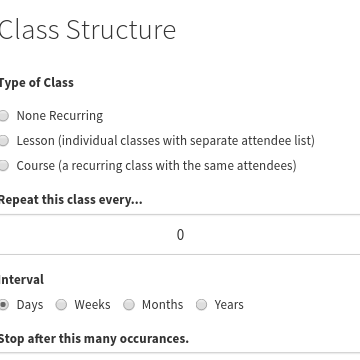 Class Structure
Type of Class
None Recurring
Lesson (individual classes with separate attendee list)
Course (a recurring class with the same attendees)
Repeat this class every...
0
Interval
Days Weeks Months Years
Stop after this many occurances.